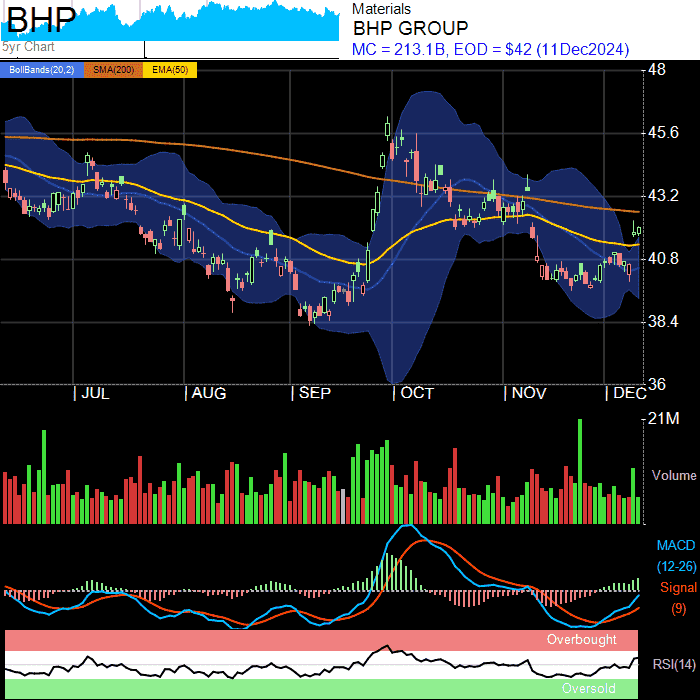 BHP
5yr Chart
Materials
BHP GROUP
MC = 213.1B, EOD = $42 (11Dec2024)
BollBands(20,2) SMA(200) EMA(50)
48
45.6
43.2
40.8
38.4
36
JUL AUG SEP OCT NOV DEC
21M
Volume
MACD
(12-26)
Signal
(9)
Overbought
RSI(14)
Oversold